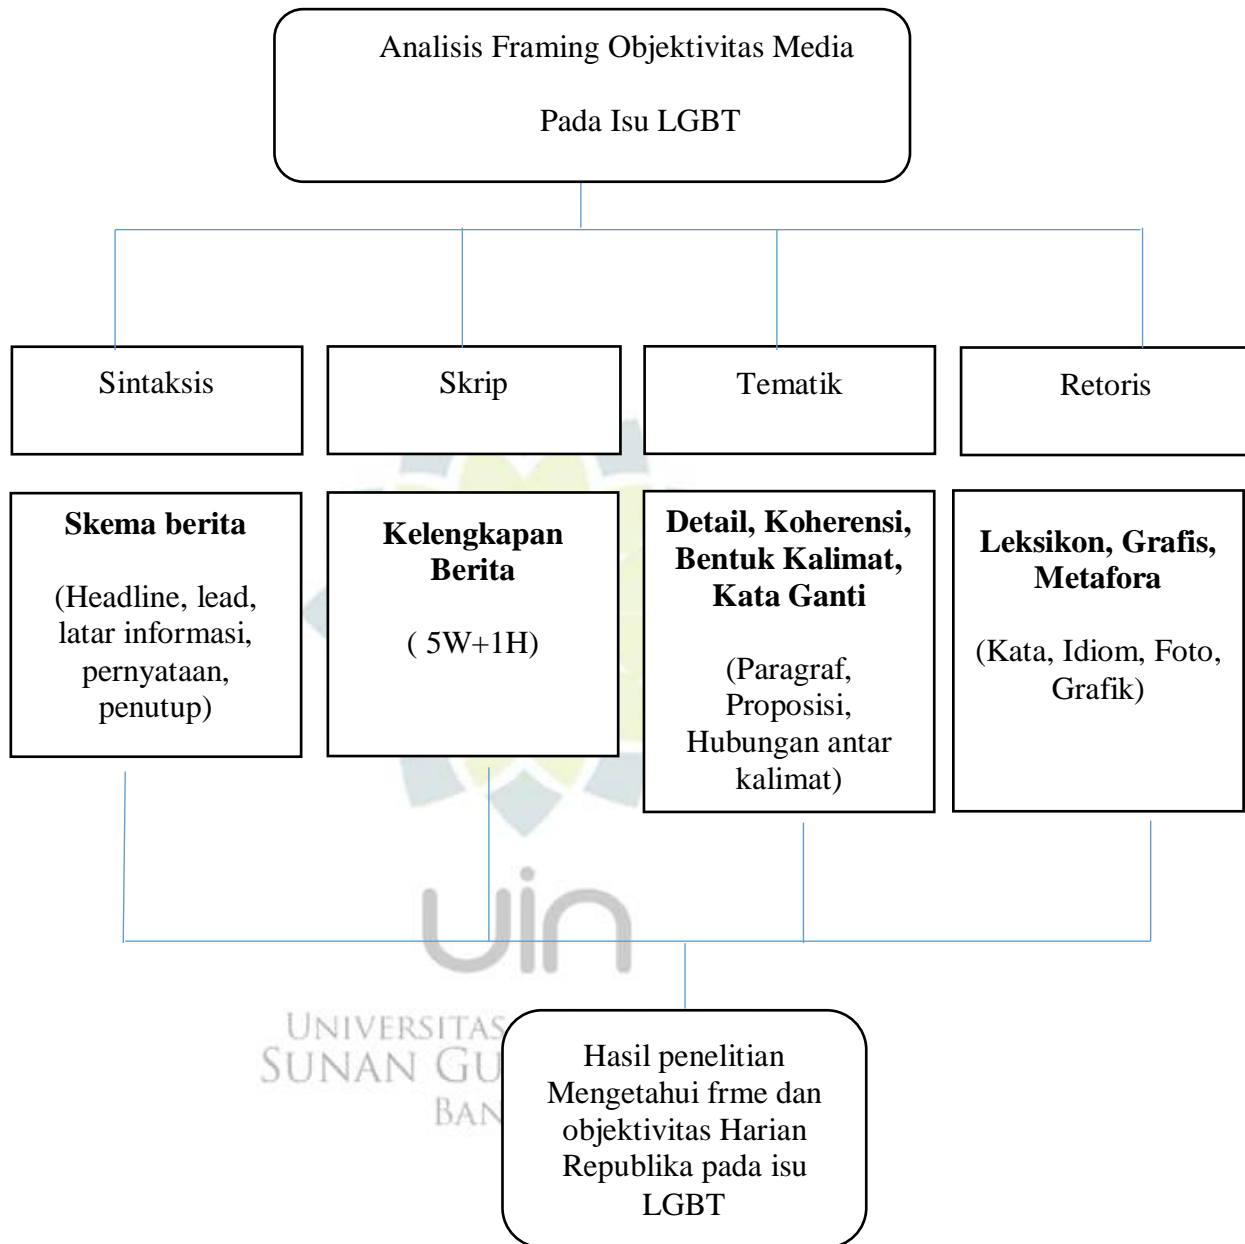 Analisis Framing Objektivitas Media
Pada Isu LGBT
Sintaksis
Skrip
Tematik
Retoris
Skema berita
(Headline, lead,
latar informasi,
pernyataan,
penutup)
Kelengkapan
Berita
( 5W+1H)
Detail, Koherensi,
Bentuk Kalimat,
Kata Ganti
(Paragraf,
Proposisi,
Hubungan antar
kalimat)
Leksikon, Grafis,
Metafora
(Kata, Idiom, Foto,
Grafik)
uin
UNIVERSITAS
SUNAN GU
BAN
Hasil penelitian
Mengetahui frme dan
objektivitas Harian
Republika pada isu
LGBT